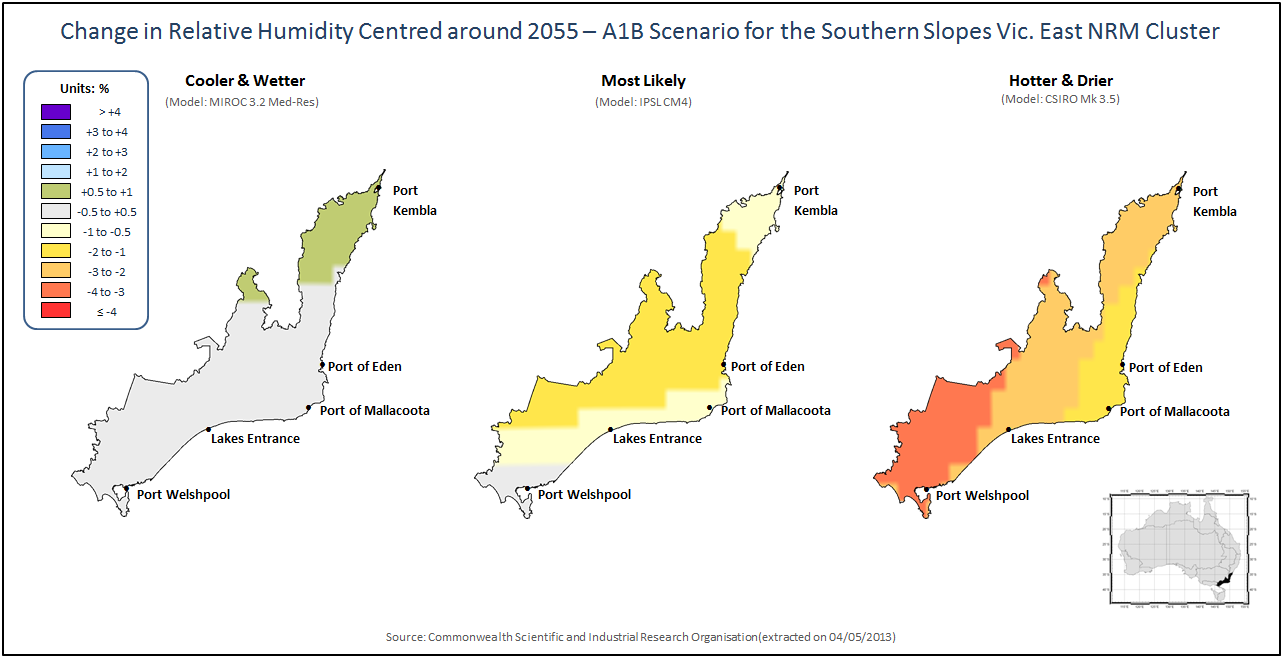 Change in Relative Humidity Centred around 2055 – A1B Scenario for the Southern Slopes Vic. East NRM Cluster
Units: %
> +4
+3 to +4
+2 to +3
+1 to +2
+0.5 to +1
-0.5 to +0.5
-1 to -0.5
-2 to -1
-3 to -2
-4 to -3
≤ -4
Cooler & Wetter
(Model: MIROC 3.2 Med-Res)
Port
Kembla
Port of Eden
Port of Mallacoota
Lakes Entrance
Port Welshpool
Most Likely
(Model: IPSL CM4)
Port
Kembla
Port of Eden
Port of Mallacoota
Lakes Entrance
Port Welshpool
Hotter & Drier
(Model: CSIRO Mk 3.5)
Port
Kembla
Port of Eden
Port of Mallacoota
Lakes Entrance
Port Welshpool
Source: Commonwealth Scientific and Industrial Research Organisation(extracted on 04/05/2013)